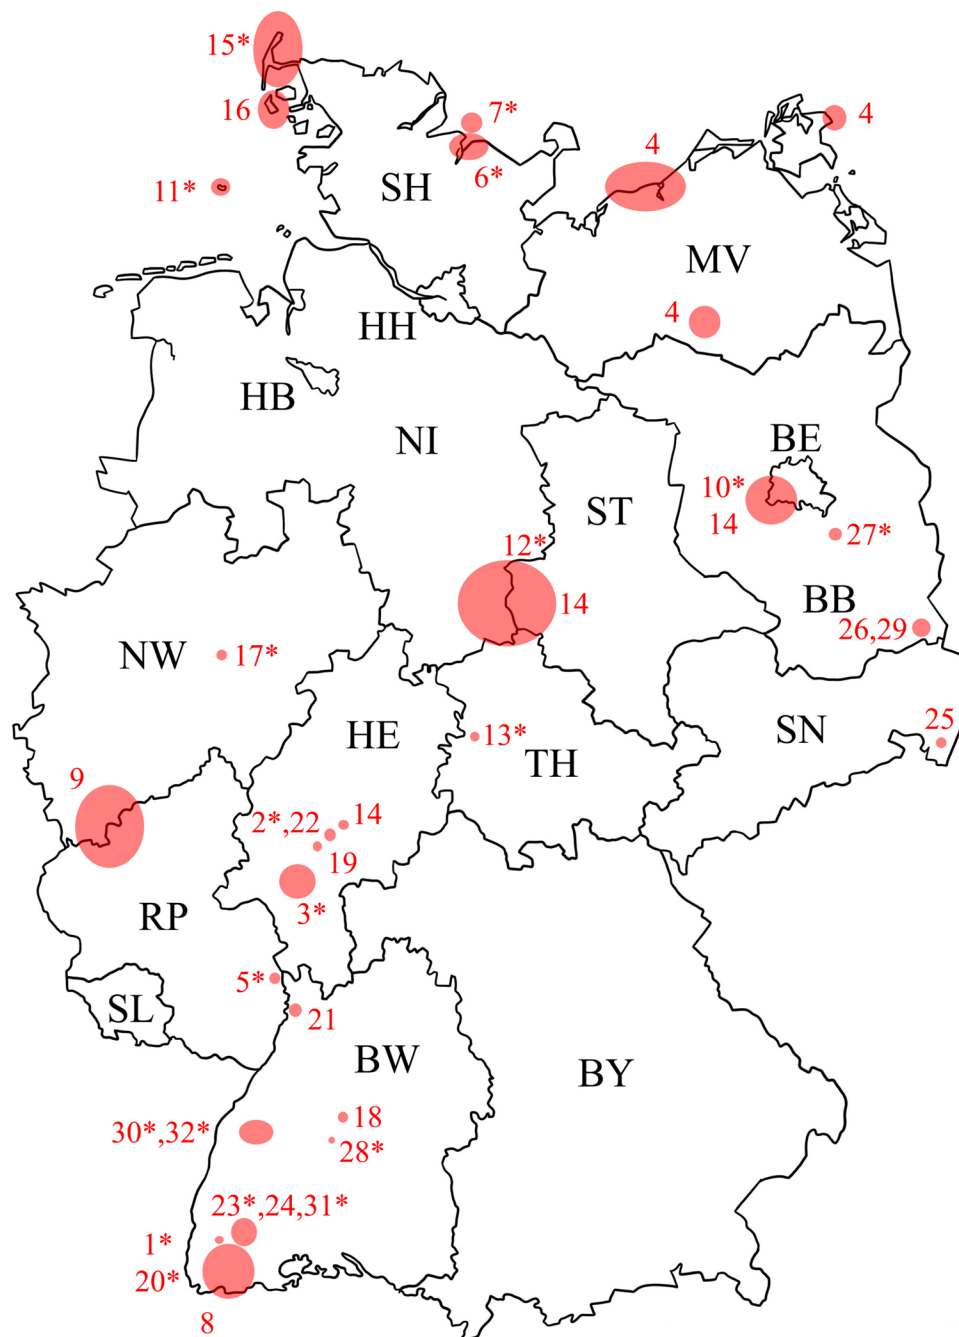 15*
16
7*
4
4
6*
11*
SH
MV
4
HH
HB
NI
BE
10*
14
ST
27*
12*
14
BB
26,29
NW
17*
HE
13*
TH
SN
25
9
2*,22
14
19
3*
RP
5*
21
SL
BW
BY
18
30*,32*
28*
23*,24,31*
1*
20*
8